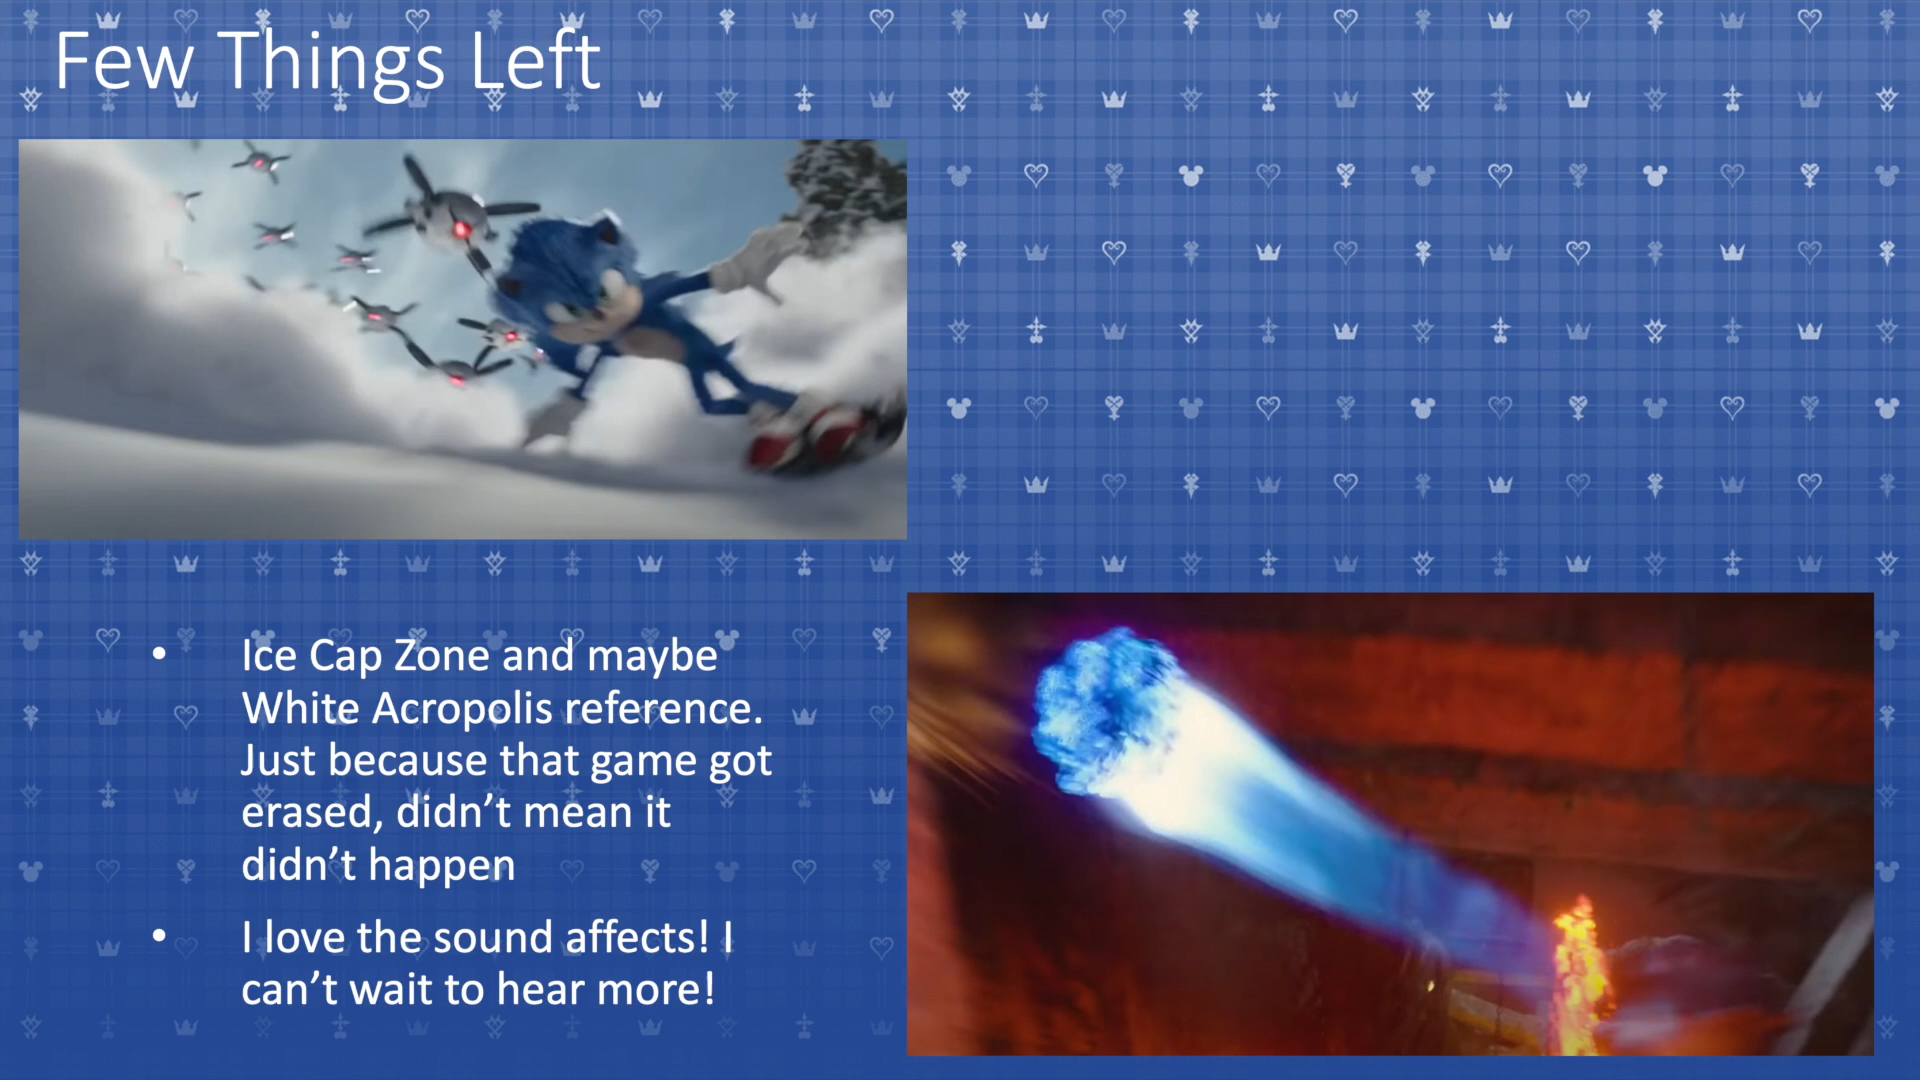 Few Things Left
• Ice Cap Zone and maybe
White Acropolis reference.
Just because that game got
erased, didn’t mean it
didn’t happen
• I love the sound affects! I
can’t wait to hear more!